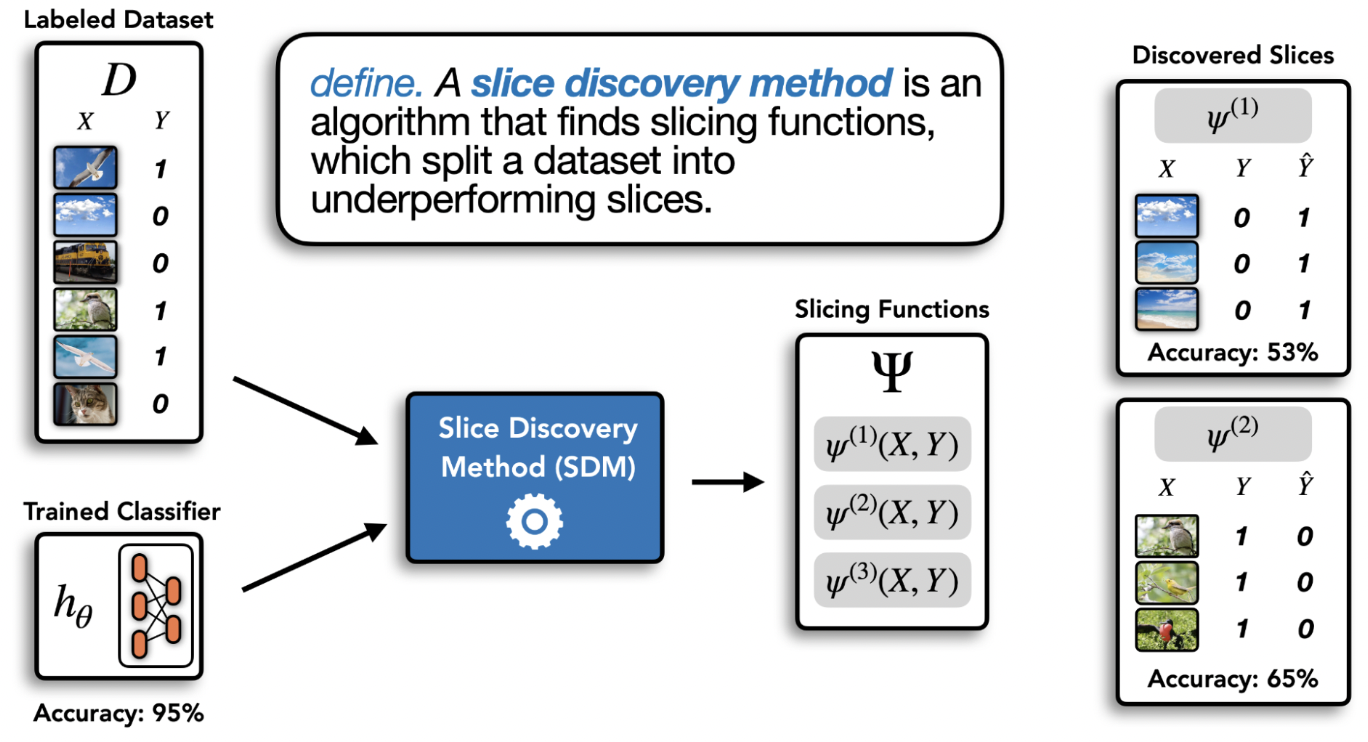 Labeled Dataset
D
X Y
1
0
0
1
1
0
Trained Classifier
hθ
Accuracy: 95%
define. A slice discovery method is an
algorithm that finds slicing functions,
which split a dataset into
underperforming slices.
Slice Discovery
Method (SDM)
Slicing Functions
Ψ
ψ(1)(X, Y)
ψ(2)(X, Y)
ψ(3)(X, Y)
Discovered Slices
ψ(1)
X Y Ŷ
0 1
0 1
0 1
Accuracy: 53%
ψ(2)
X Y Ŷ
1 0
1 0
1 0
Accuracy: 65%